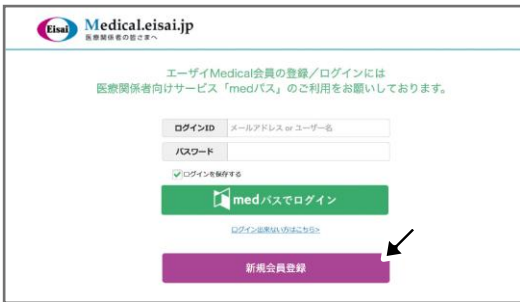 Eisai
Medical.eisai.jp
医療関係者の皆さまへ
エーザイMedical会員の登録／ログインには
医療関係者向けサービス「medパス」のご利用をお願いしております。
ログインID メールアドレス or ユーザー名
パスワード
ログインを保存する
medパスでログイン
ログイン出来ない方はこちら>
新規会員登録